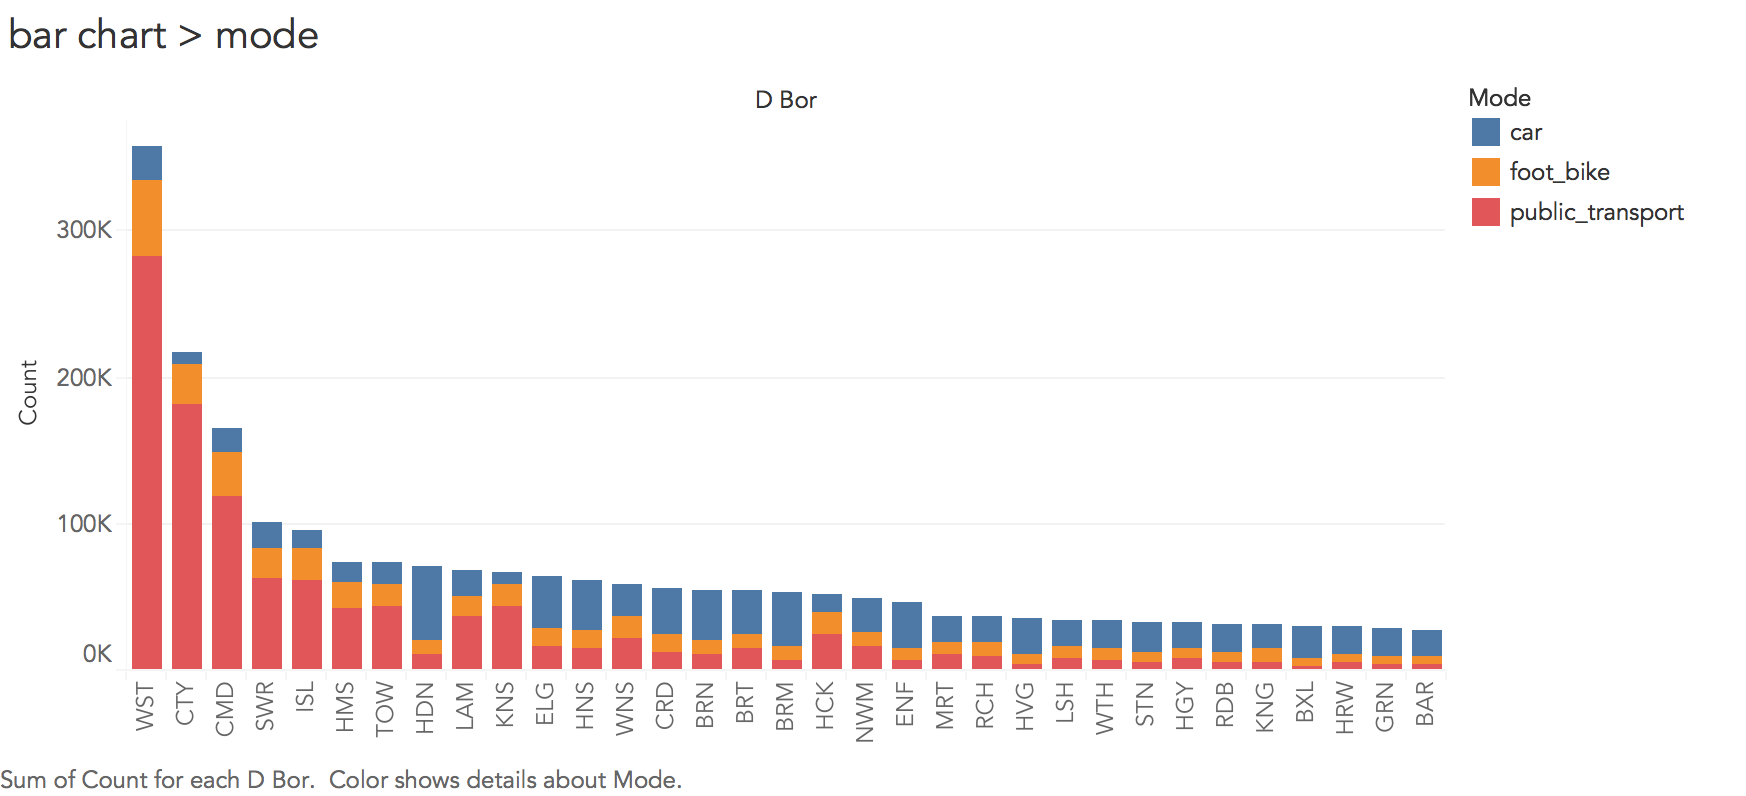 bar chart > mode
D Bor
Mode
car
foot_bike
public_transport
Count
300K
200K
100K
0K
WST
CTY
CMD
SWR
ISL
HMS
TOW
HDN
LAM
KNS
ELG
HNS
WNS
CRD
BRN
BRT
BRM
HCK
NWM
ENF
MRT
RCH
HVG
LSH
WTH
STN
HGY
RDB
KNG
BXL
HRW
GRN
BAR
Sum of Count for each D Bor.  Color shows details about Mode.